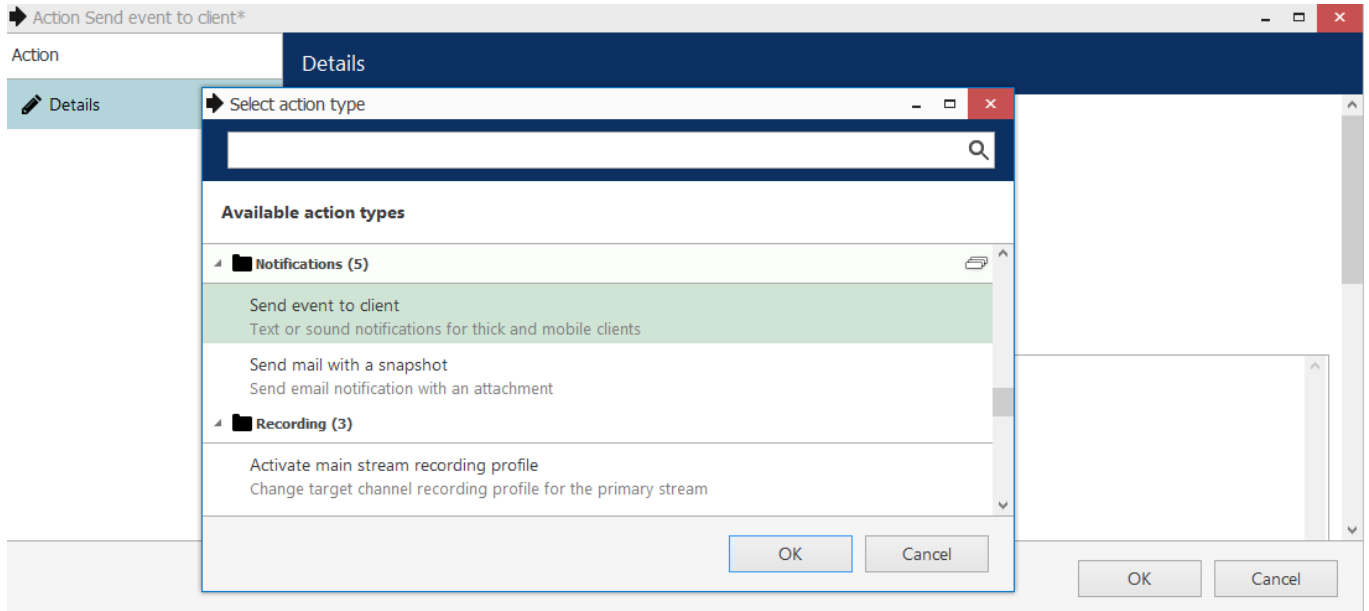 Action Send event to client*
Action
Details
Details
Select action type
Available action types
Notifications (5)
Send event to client
Text or sound notifications for thick and mobile clients
Send mail with a snapshot
Send email notification with an attachment
Recording (3)
Activate main stream recording profile
Change target channel recording profile for the primary stream
OK
Cancel
OK
Cancel